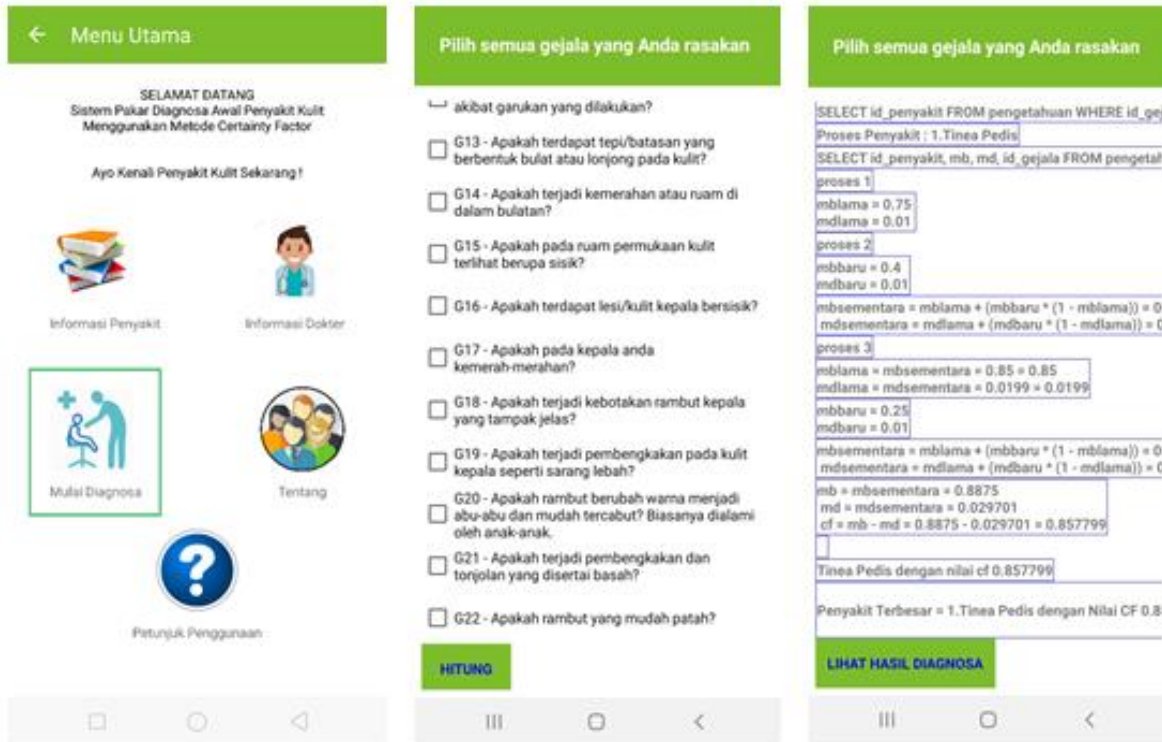 Menu Utama
SELAMAT DATANG
Sistem Pakar Diagnosa Awal Penyakit Kulit
Menggunakan Metode Certainty Factor
Ayo Kenali Penyakit Kulit Sekarang !
Informasi Penyakit
Informasi Dokter
Mulai Diagnosa
Tentang
Petunjuk Penggunaan
Pilih semua gejala yang Anda rasakan
akibat garukan yang dilakukan?
G13 - Apakah terdapat tepi/batasan yang
berbentuk bulat atau lonjong pada kulit?
G14 - Apakah terjadi kemerahan atau ruam di
dalam bulatan?
G15 - Apakah pada ruam permukaan kulit
terlihat berupa sisik?
G16 - Apakah terdapat lesi/kulit kepala bersisik?
G17 - Apakah pada kepala anda
kemerah-merahan?
G18 - Apakah terjadi kebotakan rambut kepala
yang tampak jelas?
G19 - Apakah terjadi pembengkakan pada kulit
kepala seperti sarang lebah?
G20 - Apakah rambut berubah warna menjadi
abu-abu dan mudah tercabut? Biasanya dialami
oleh anak-anak.
G21 - Apakah terjadi pembengkakan dan
tonjolan yang disertai basah?
G22 - Apakah rambut yang mudah patah?
HITUNG
Pilih semua gejala yang Anda rasakan
SELECT id_penyakit FROM pengetahuan WHERE id_gej
Proses Penyakit : 1.Tinea Pedis
SELECT id_penyakit, mb, md, id_gejala FROM pengetah
proses 1
mblama = 0.75
mdlama = 0.01
proses 2
mbbaru = 0.4
mdbaru = 0.01
mbsementara = mblama + (mbbaru * (1 - mblama)) = 0
mdsementara = mdlama + (mdbaru * (1 - mdlama)) = 0
proses 3
mblama = mbsementara = 0.85 = 0.85
mdlama = mdsementara = 0.0199 = 0.0199
mbbaru = 0.25
mdbaru = 0.01
mbsementara = mblama + (mbbaru * (1 - mblama)) = 0
mdsementara = mdlama + (mdbaru * (1 - mdlama)) = 0
mb = mbsementara = 0.8875
md = mdsementara = 0.029701
cf = mb - md = 0.8875 - 0.029701 = 0.857799
Tinea Pedis dengan nilai cf 0.857799
Penyakit Terbesar = 1.Tinea Pedis dengan Nilai CF 0.8
LIHAT HASIL DIAGNOSA